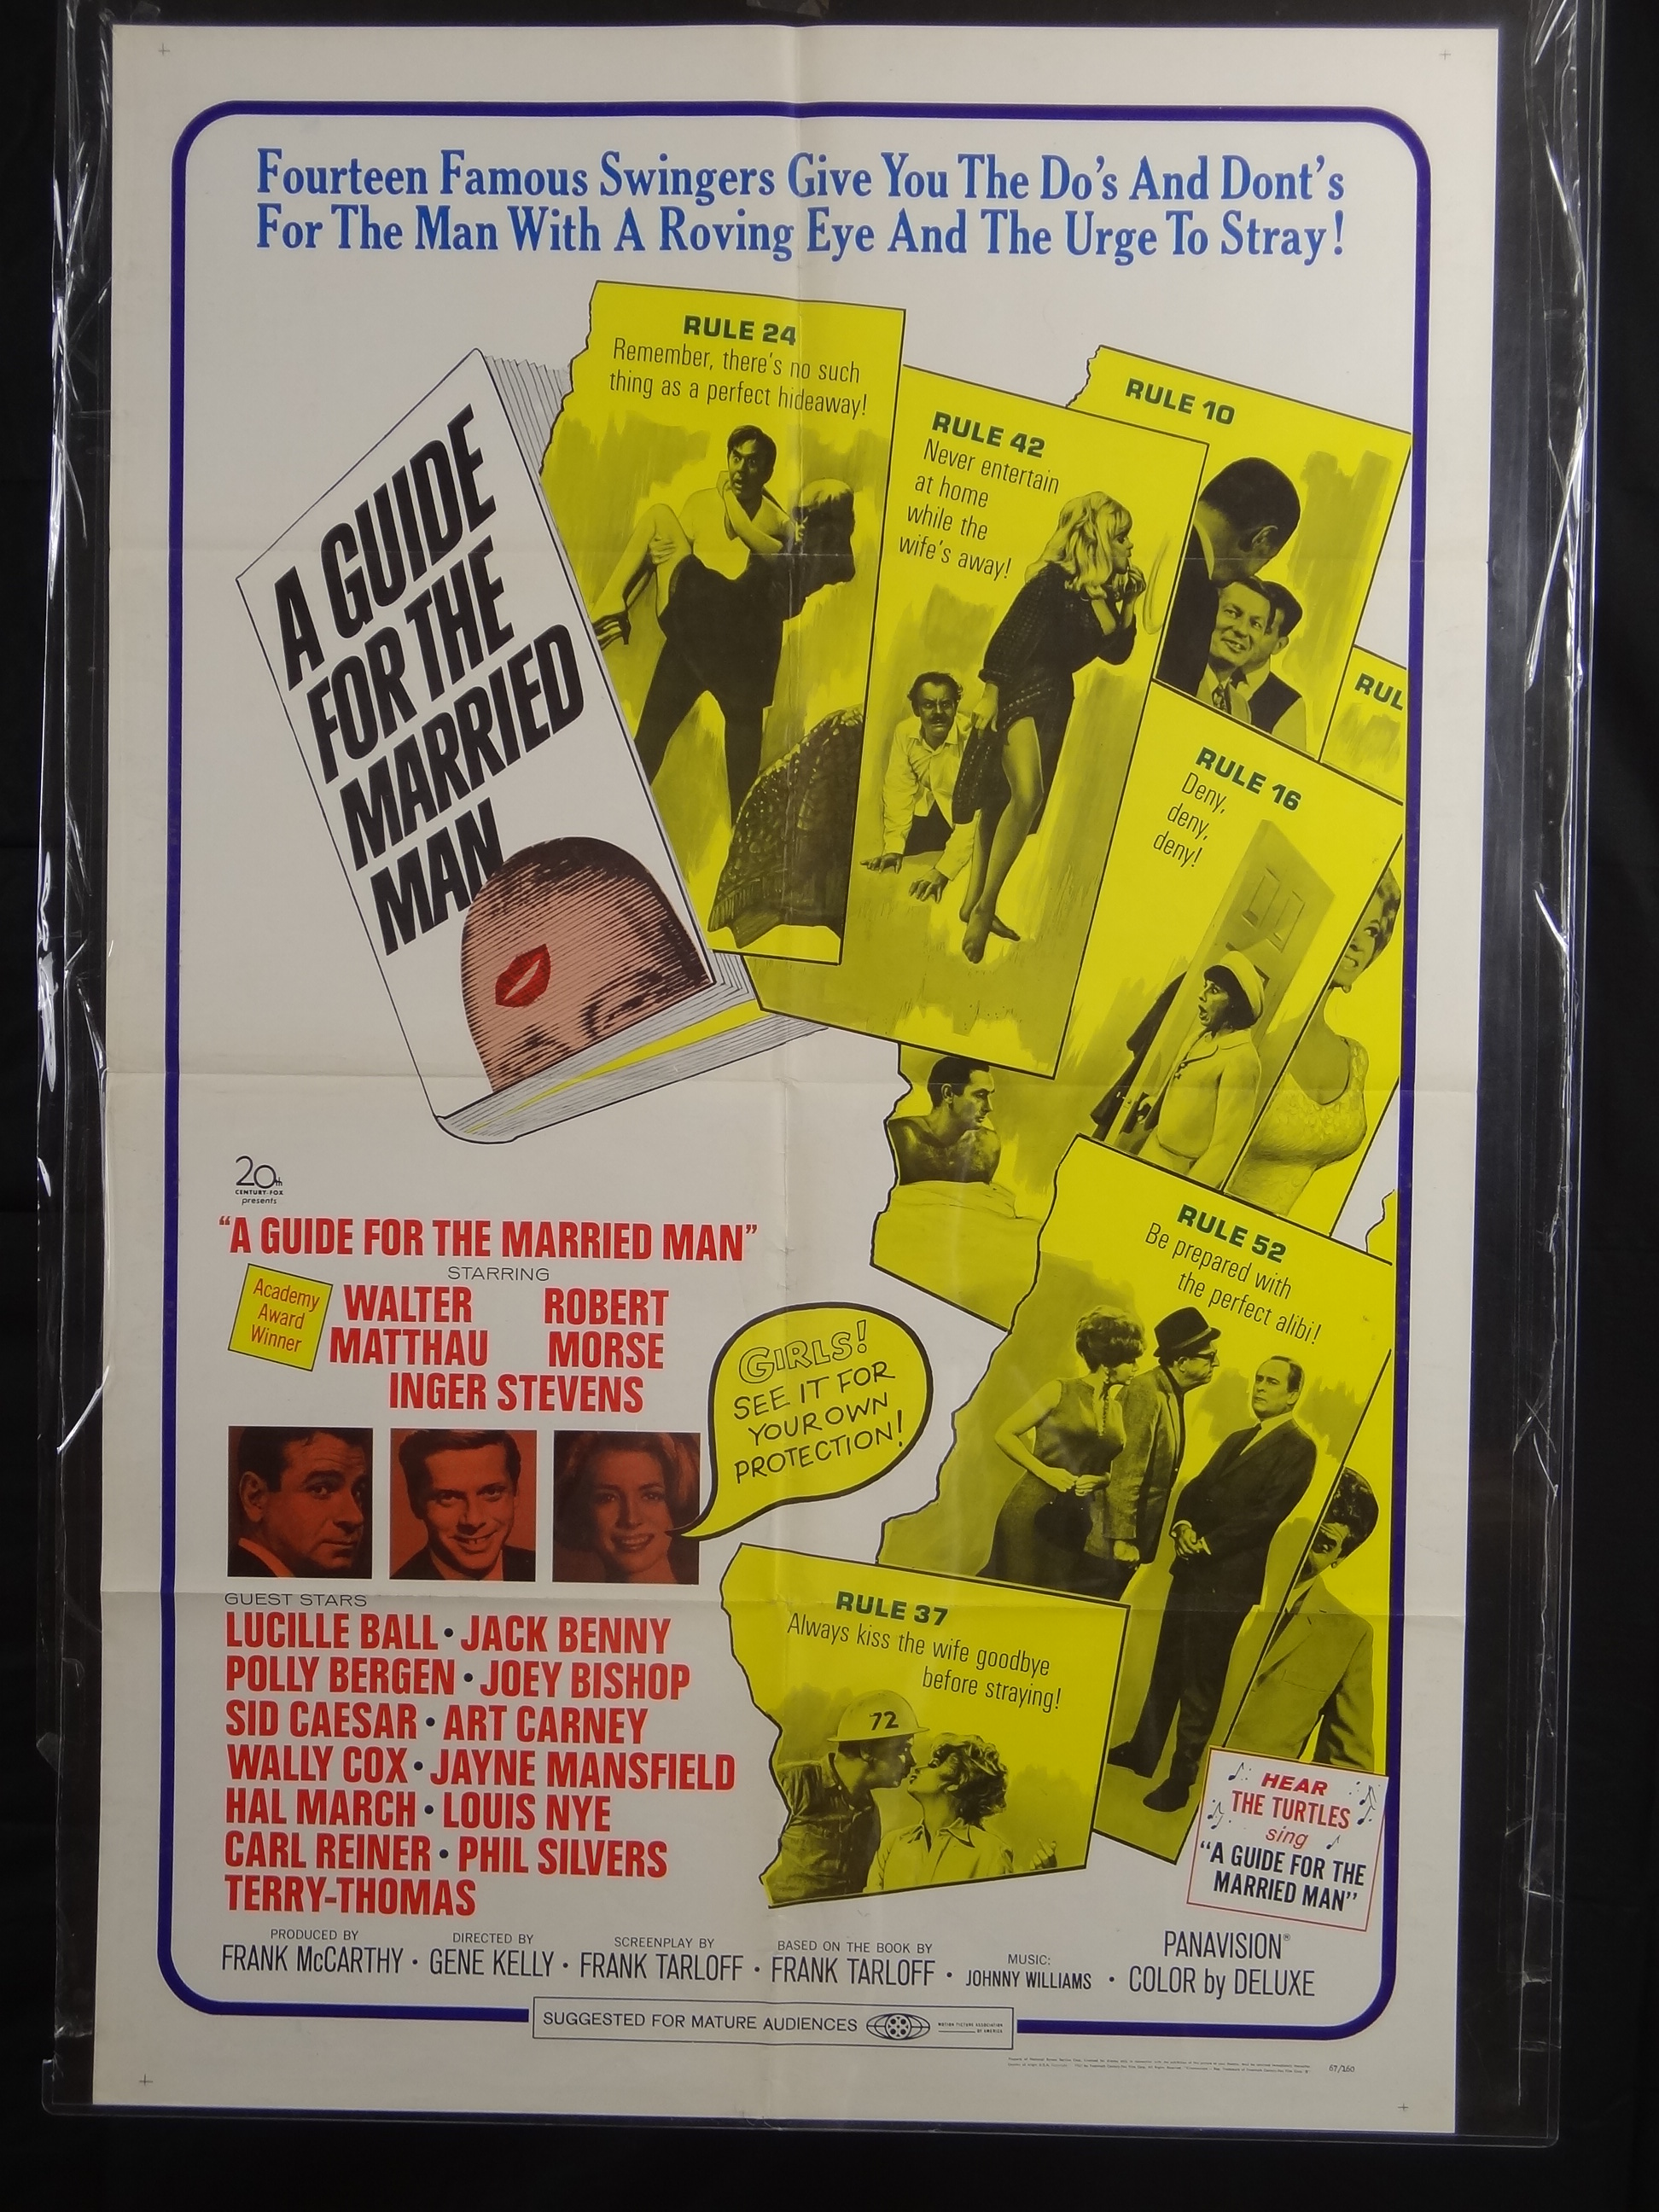 Fourteen Famous Swingers Give You The Do's And Dont's
For The Man With A Roving Eye And The Urge To Stray!
A GUIDE
FOR THE
MARRIED
MAN
RULE 24
Remember, there's no such
thing as a perfect hideaway!
RULE 42
Never entertain
at home
while the
wife's away!
RULE 10
RUL
RULE 16
Deny,
deny,
deny!
RULE 52
Be prepared with
the perfect alibi!
20th
CENTURY-FOX
presents
"A GUIDE FOR THE MARRIED MAN"
STARRING
Academy
Award
Winner
WALTER
MATTHAU
ROBERT
MORSE
INGER STEVENS
GIRLS!
SEE IT FOR
YOUR OWN
PROTECTION!
GUEST STARS
LUCILLE BALL • JACK BENNY
POLLY BERGEN • JOEY BISHOP
SID CAESAR • ART CARNEY
WALLY COX • JAYNE MANSFIELD
HAL MARCH • LOUIS NYE
CARL REINER • PHIL SILVERS
TERRY-THOMAS
RULE 37
Always kiss the wife goodbye
before straying!
72
HEAR
THE TURTLES
sing
"A GUIDE FOR THE
MARRIED MAN"
PRODUCED BY
FRANK McCARTHY •
DIRECTED BY
GENE KELLY •
SCREENPLAY BY
FRANK TARLOFF •
BASED ON THE BOOK BY
FRANK TARLOFF •
MUSIC:
JOHNNY WILLIAMS •
PANAVISION®
COLOR by DELUXE
SUGGESTED FOR MATURE AUDIENCES
MOTION PICTURE ASSOCIATION
OF AMERICA
67/160